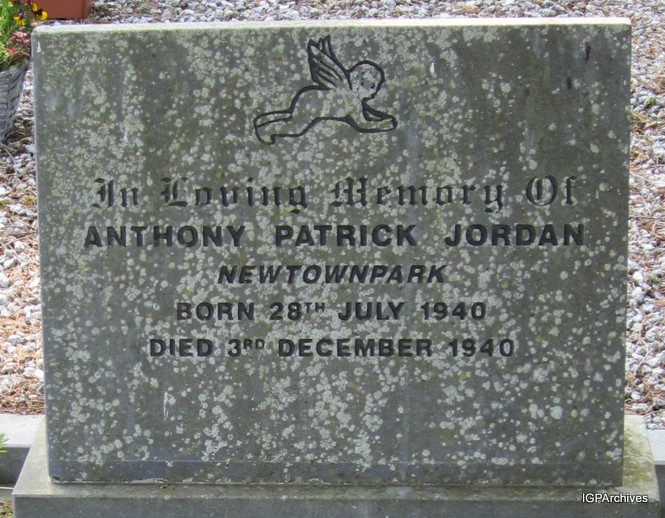 In Loving Memory Of
ANTHONY PATRICK JORDAN
NEWTOWNPARK
BORN 28TH JULY 1940
DIED 3RD DECEMBER 1940
IGPArchives